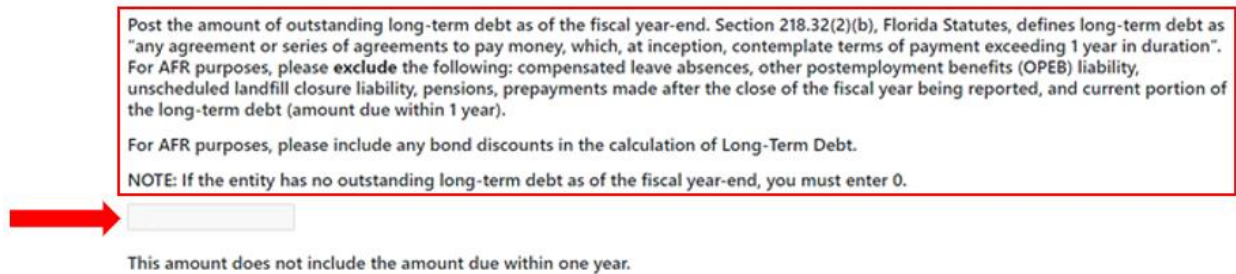 Post the amount of outstanding long-term debt as of the fiscal year-end. Section 218.32(2)(b), Florida Statutes, defines long-term debt as
"any agreement or series of agreements to pay money, which, at inception, contemplate terms of payment exceeding 1 year in duration".
For AFR purposes, please exclude the following: compensated leave absences, other postemployment benefits (OPEB) liability,
unscheduled landfill closure liability, pensions, prepayments made after the close of the fiscal year being reported, and current portion of
the long-term debt (amount due within 1 year).
For AFR purposes, please include any bond discounts in the calculation of Long-Term Debt.
NOTE: If the entity has no outstanding long-term debt as of the fiscal year-end, you must enter 0.
This amount does not include the amount due within one year.